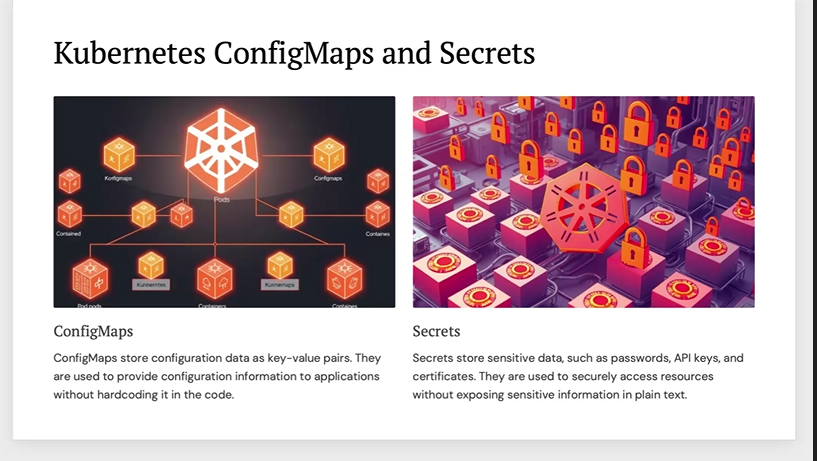 Kubernetes ConfigMaps and Secrets
Konfigmaps
Configmaps
Pods
Contained
Containes
Kunnerntes
Kunnemaps
Pod pods
Containers
Containes
ConfigMaps
ConfigMaps store configuration data as key-value pairs. They
are used to provide configuration information to applications
without hardcoding it in the code.
Secrets
Secrets store sensitive data, such as passwords, API keys, and
certificates. They are used to securely access resources
without exposing sensitive information in plain text.